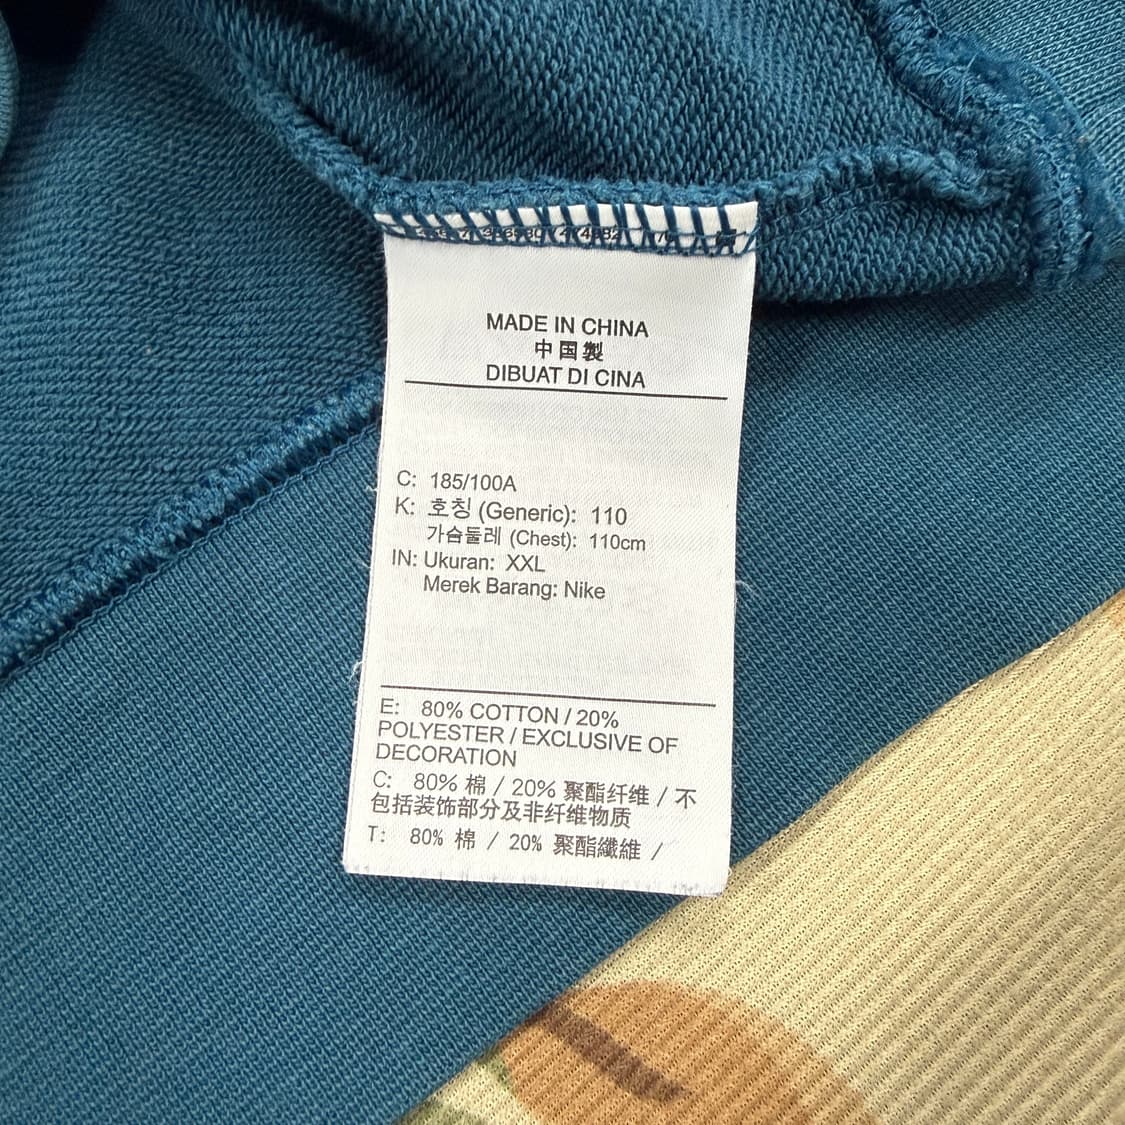 MADE IN CHINA
中国製
DIBUAT DI CINA
C: 185/100A
K: 호칭 (Generic): 110
가슴둘레 (Chest): 110cm
IN: Ukuran: XXL
Merek Barang: Nike
E: 80% COTTON / 20%
POLYESTER / EXCLUSIVE OF
DECORATION
C: 80% 棉 / 20% 聚酯纤维 / 不
包括装饰部分及非纤维物质
T: 80% 棉 / 20% 聚酯纖維 /